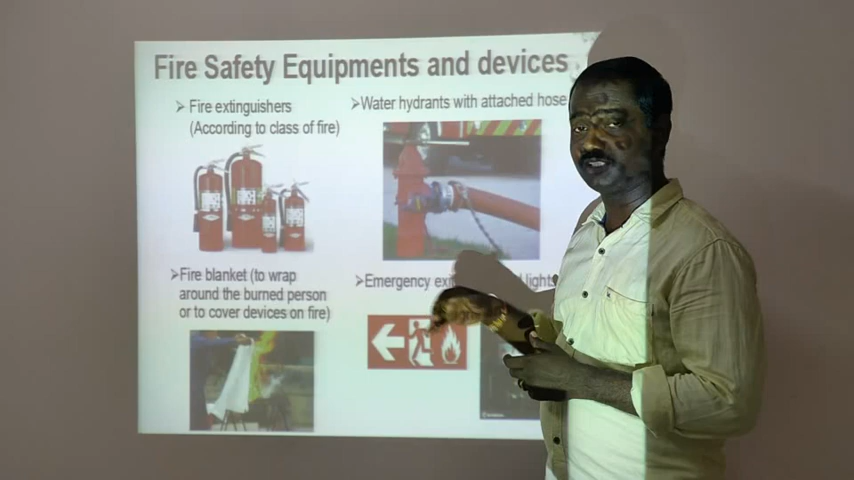 Fire Safety Equipments and devices
➢ Fire extinguishers
(According to class of fire)
➢Water hydrants with attached hose
➢Fire blanket (to wrap
around the burned person
or to cover devices on fire)
➢Emergency lights